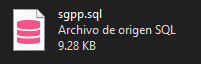 sgpp.sql
Archivo de origen SQL
9.28 KB